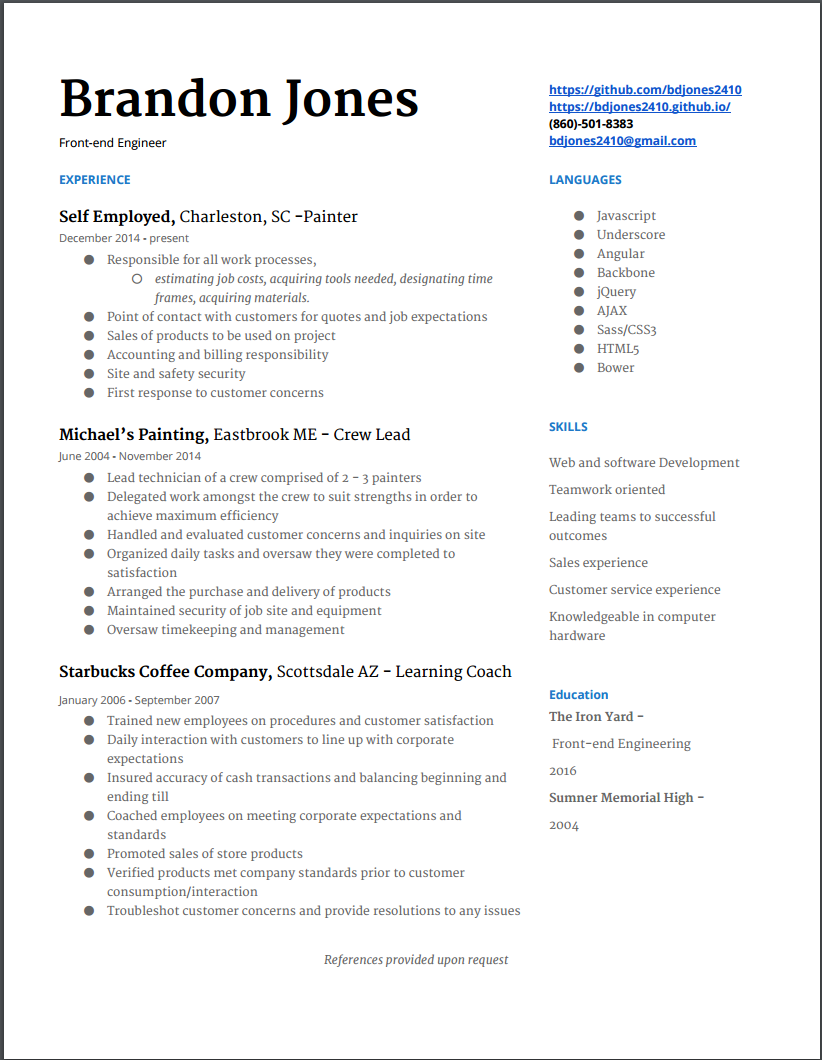 Brandon Jones
Front-end Engineer
https://github.com/bdjones2410
https://bdjones2410.github.io/
(860)-501-8383
bdjones2410@gmail.com
EXPERIENCE
Self Employed, Charleston, SC -Painter
December 2014 - present
● Responsible for all work processes,
○ estimating job costs, acquiring tools needed, designating time
frames, acquiring materials.
● Point of contact with customers for quotes and job expectations
● Sales of products to be used on project
● Accounting and billing responsibility
● Site and safety security
● First response to customer concerns
Michael's Painting, Eastbrook ME - Crew Lead
June 2004 - November 2014
● Lead technician of a crew comprised of 2 - 3 painters
● Delegated work amongst the crew to suit strengths in order to
achieve maximum efficiency
● Handled and evaluated customer concerns and inquiries on site
● Organized daily tasks and oversaw they were completed to
satisfaction
● Arranged the purchase and delivery of products
● Maintained security of job site and equipment
● Oversaw timekeeping and management
Starbucks Coffee Company, Scottsdale AZ - Learning Coach
January 2006 - September 2007
● Trained new employees on procedures and customer satisfaction
● Daily interaction with customers to line up with corporate
expectations
● Insured accuracy of cash transactions and balancing beginning and
ending till
● Coached employees on meeting corporate expectations and
standards
● Promoted sales of store products
● Verified products met company standards prior to customer
consumption/interaction
● Troubleshot customer concerns and provide resolutions to any issues
LANGUAGES
● Javascript
● Underscore
● Angular
● Backbone
● jQuery
● AJAX
● Sass/CSS3
● HTML5
● Bower
SKILLS
Web and software Development
Teamwork oriented
Leading teams to successful
outcomes
Sales experience
Customer service experience
Knowledgeable in computer
hardware
Education
The Iron Yard -
Front-end Engineering
2016
Sumner Memorial High -
2004
References provided upon request